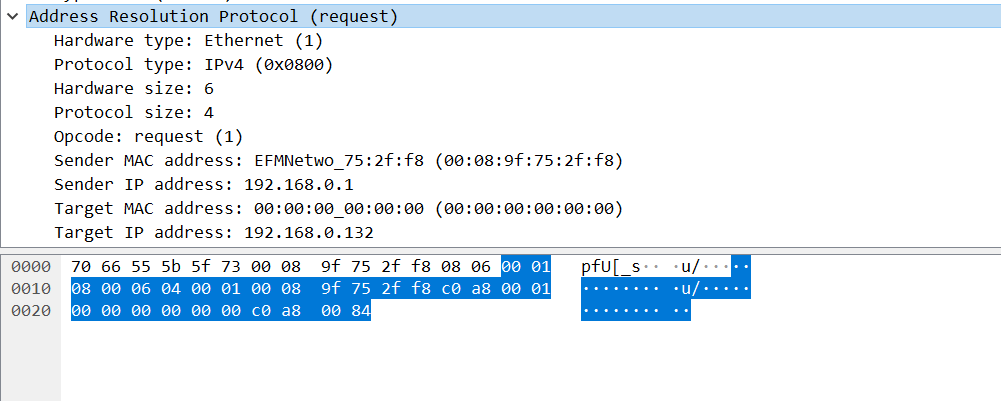 Address Resolution Protocol (request)
Hardware type: Ethernet (1)
Protocol type: IPv4 (0x0800)
Hardware size: 6
Protocol size: 4
Opcode: request (1)
Sender MAC address: EFMNetwo_75:2f:f8 (00:08:9f:75:2f:f8)
Sender IP address: 192.168.0.1
Target MAC address: 00:00:00_00:00:00 (00:00:00:00:00:00)
Target IP address: 192.168.0.132
0000 70 66 55 5b 5f 73 00 08 9f 75 2f f8 08 06 00 01 pfU[_s·· ·u/·····
0010 08 00 06 04 00 01 00 08 9f 75 2f f8 c0 a8 00 01 ········ ·u/·····
0020 00 00 00 00 00 00 c0 a8 00 84 ········ ··